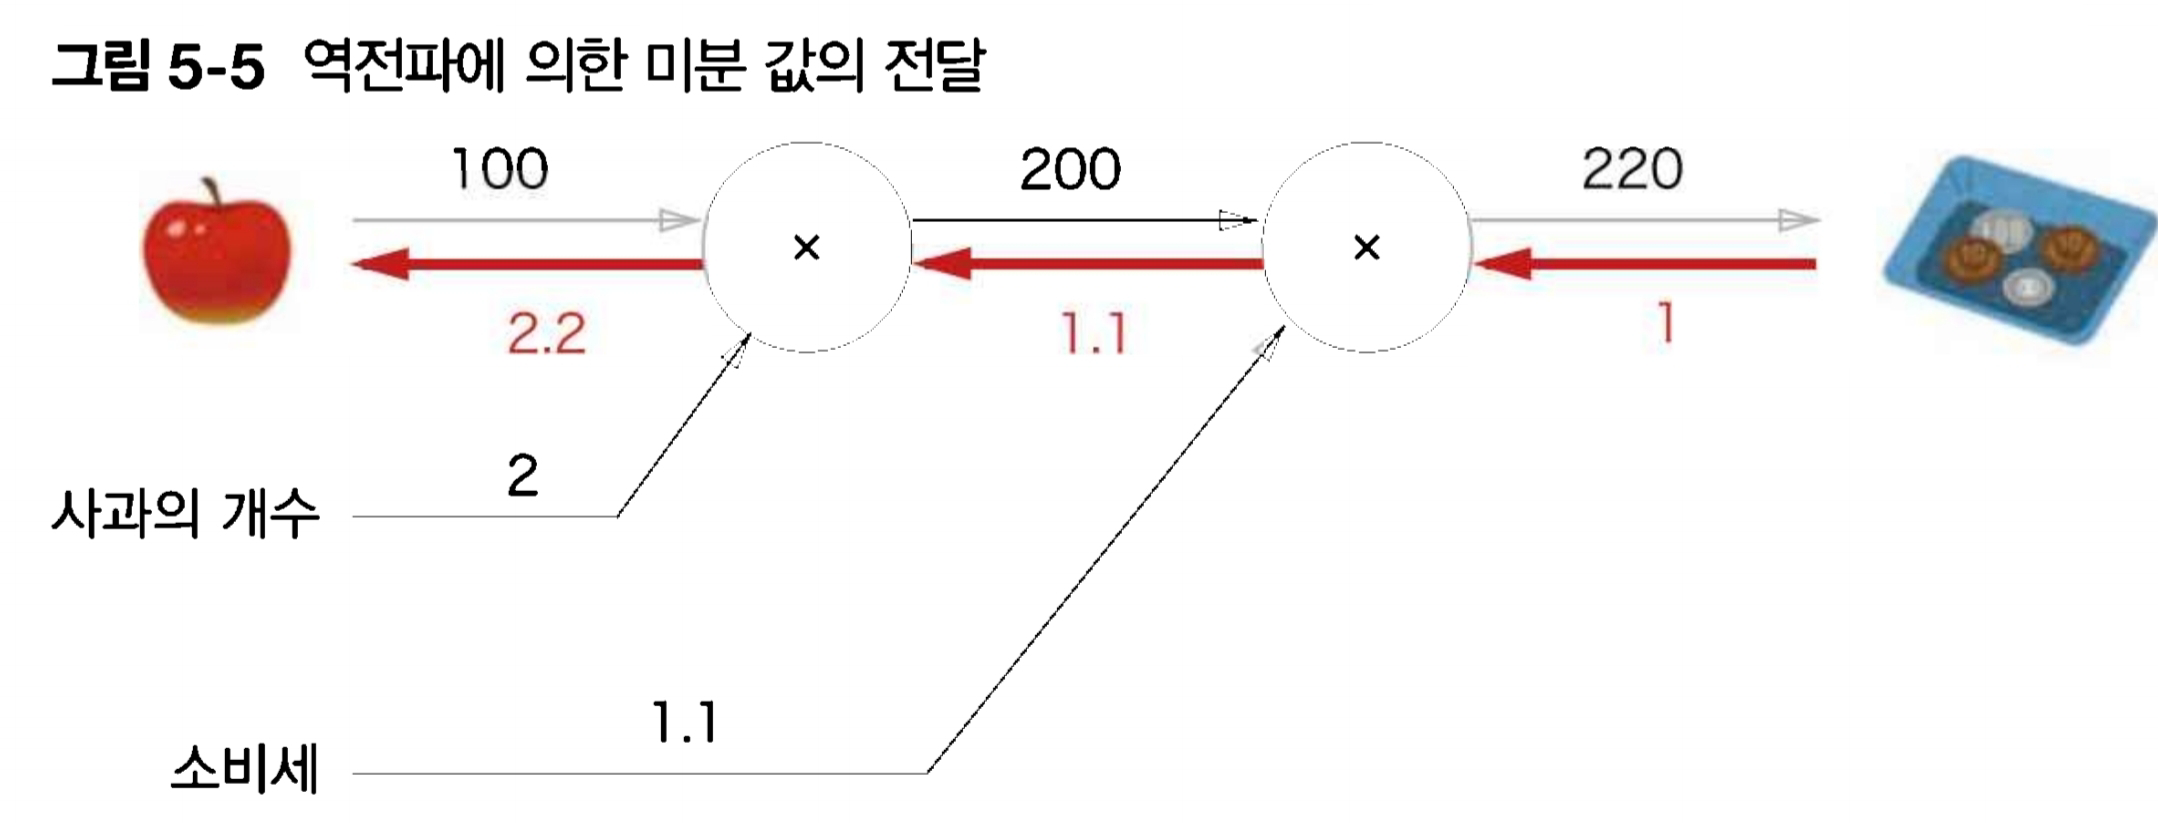 그림 5-5 역전파에 의한 미분 값의 전달
100 200 220
× ×
2.2 1.1 1
2
사과의 개수
1.1
소비세